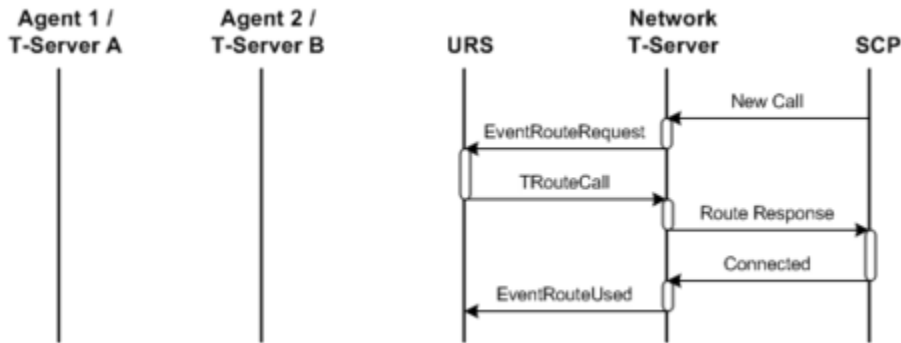 Agent 1 /
T-Server A
Agent 2 /
T-Server B
URS
Network
T-Server
SCP
New Call
EventRouteRequest
TRouteCall
Route Response
Connected
EventRouteUsed